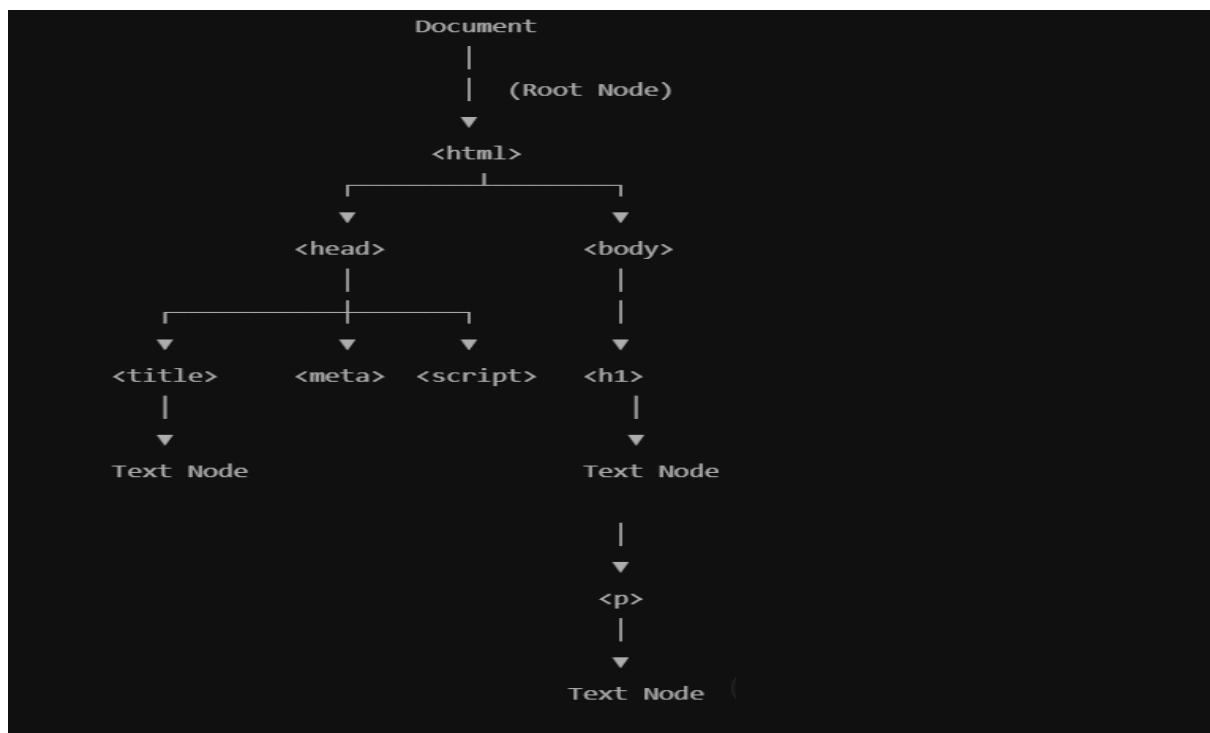 Document
(Root Node)
<html>
<head> <body>
<title> <meta> <script> <h1>
Text Node Text Node
<p>
Text Node